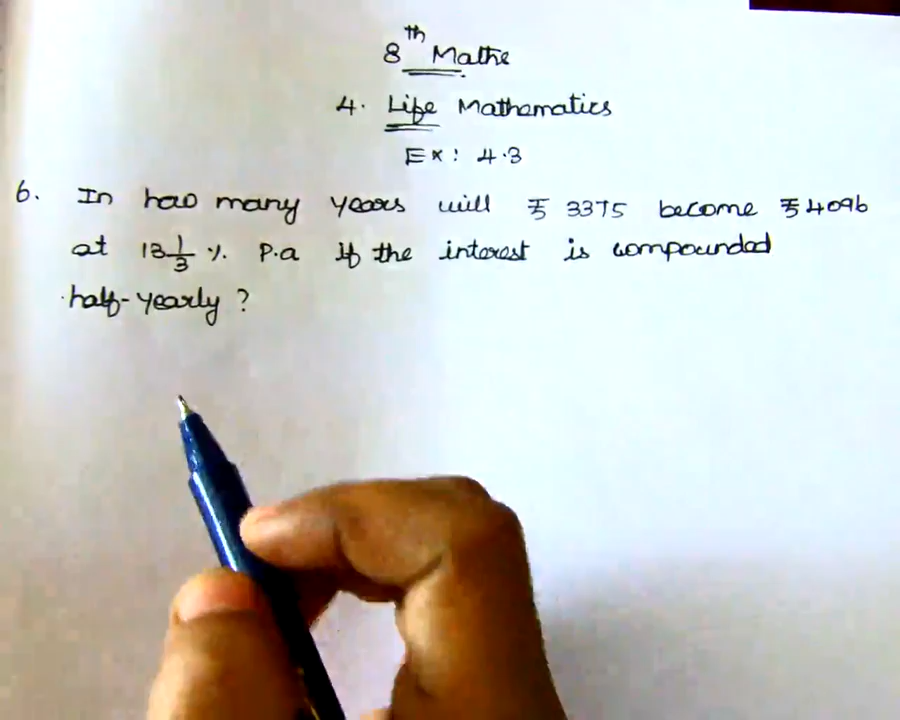 8th Maths
4. Life Mathematics
Ex: 4.3
6. In how many years will ₹ 3375 become ₹ 4096
at 13 1/3 % P.a if the interest is compounded
half-yearly?